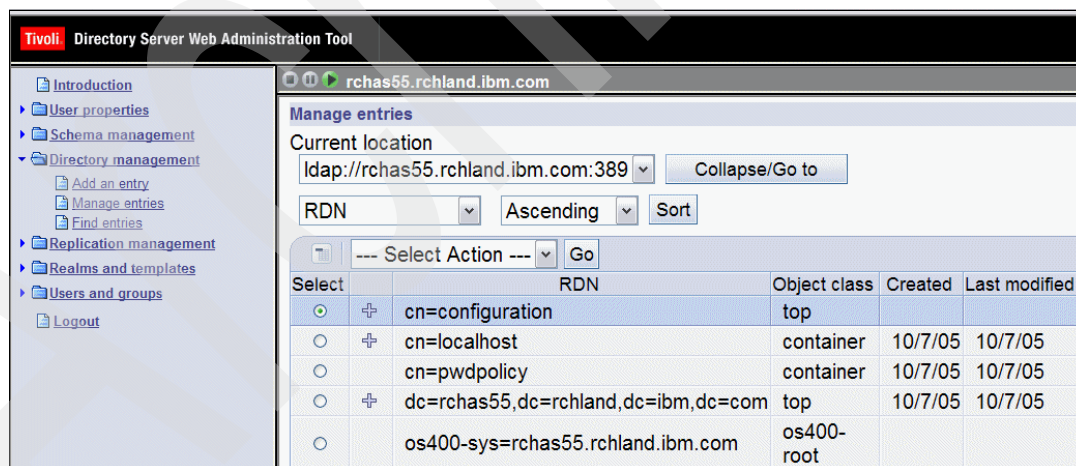 Tivoli. Directory Server Web Administration Tool
Introduction
User properties
Schema management
Directory management
Add an entry
Manage entries
Find entries
Replication management
Realms and templates
Users and groups
Logout
rchas55.rchland.ibm.com
Manage entries
Current location
ldap://rchas55.rchland.ibm.com:389 Collapse/Go to
RDN Ascending Sort
--- Select Action --- Go
Select RDN Object class Created Last modified
cn=configuration top
cn=localhost container 10/7/05 10/7/05
cn=pwdpolicy container 10/7/05 10/7/05
dc=rchas55,dc=rchland,dc=ibm,dc=com top 10/7/05 10/7/05
os400-sys=rchas55.rchland.ibm.com os400-
root